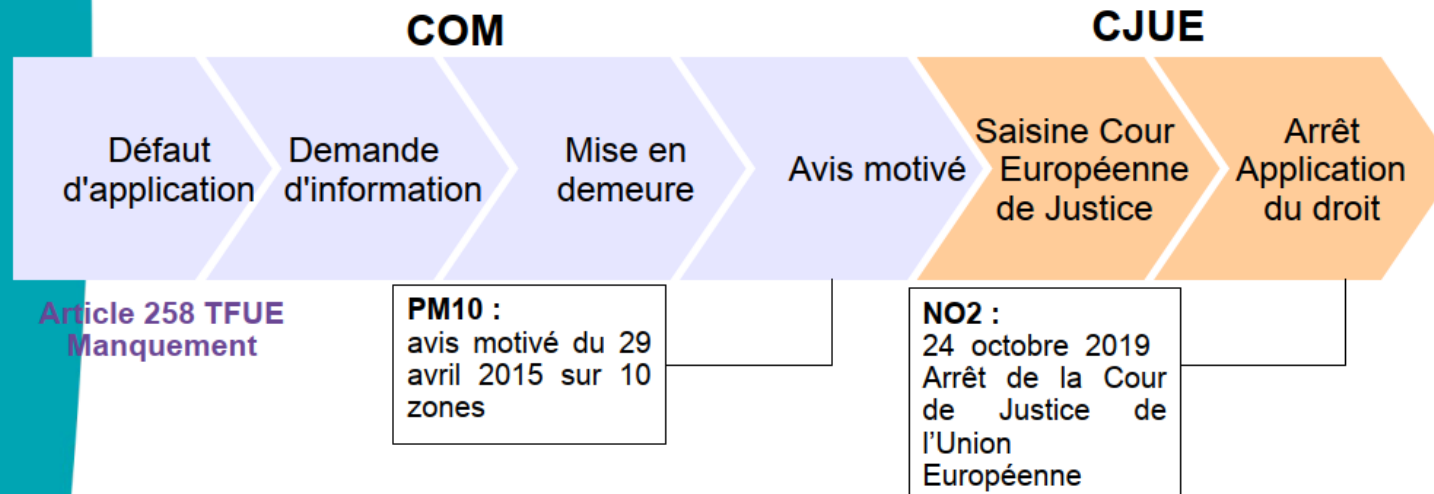 COM
CJUE
Défaut
d'application
Demande
d'information
Mise en
demeure
Avis motivé
Saisine Cour
Européenne
de Justice
Arrêt
Application
du droit
Article 258 TFUE
Manquement
PM10 :
avis motivé du 29
avril 2015 sur 10
zones
NO2 :
24 octobre 2019
Arrêt de la Cour
de Justice de
l’Union
Européenne